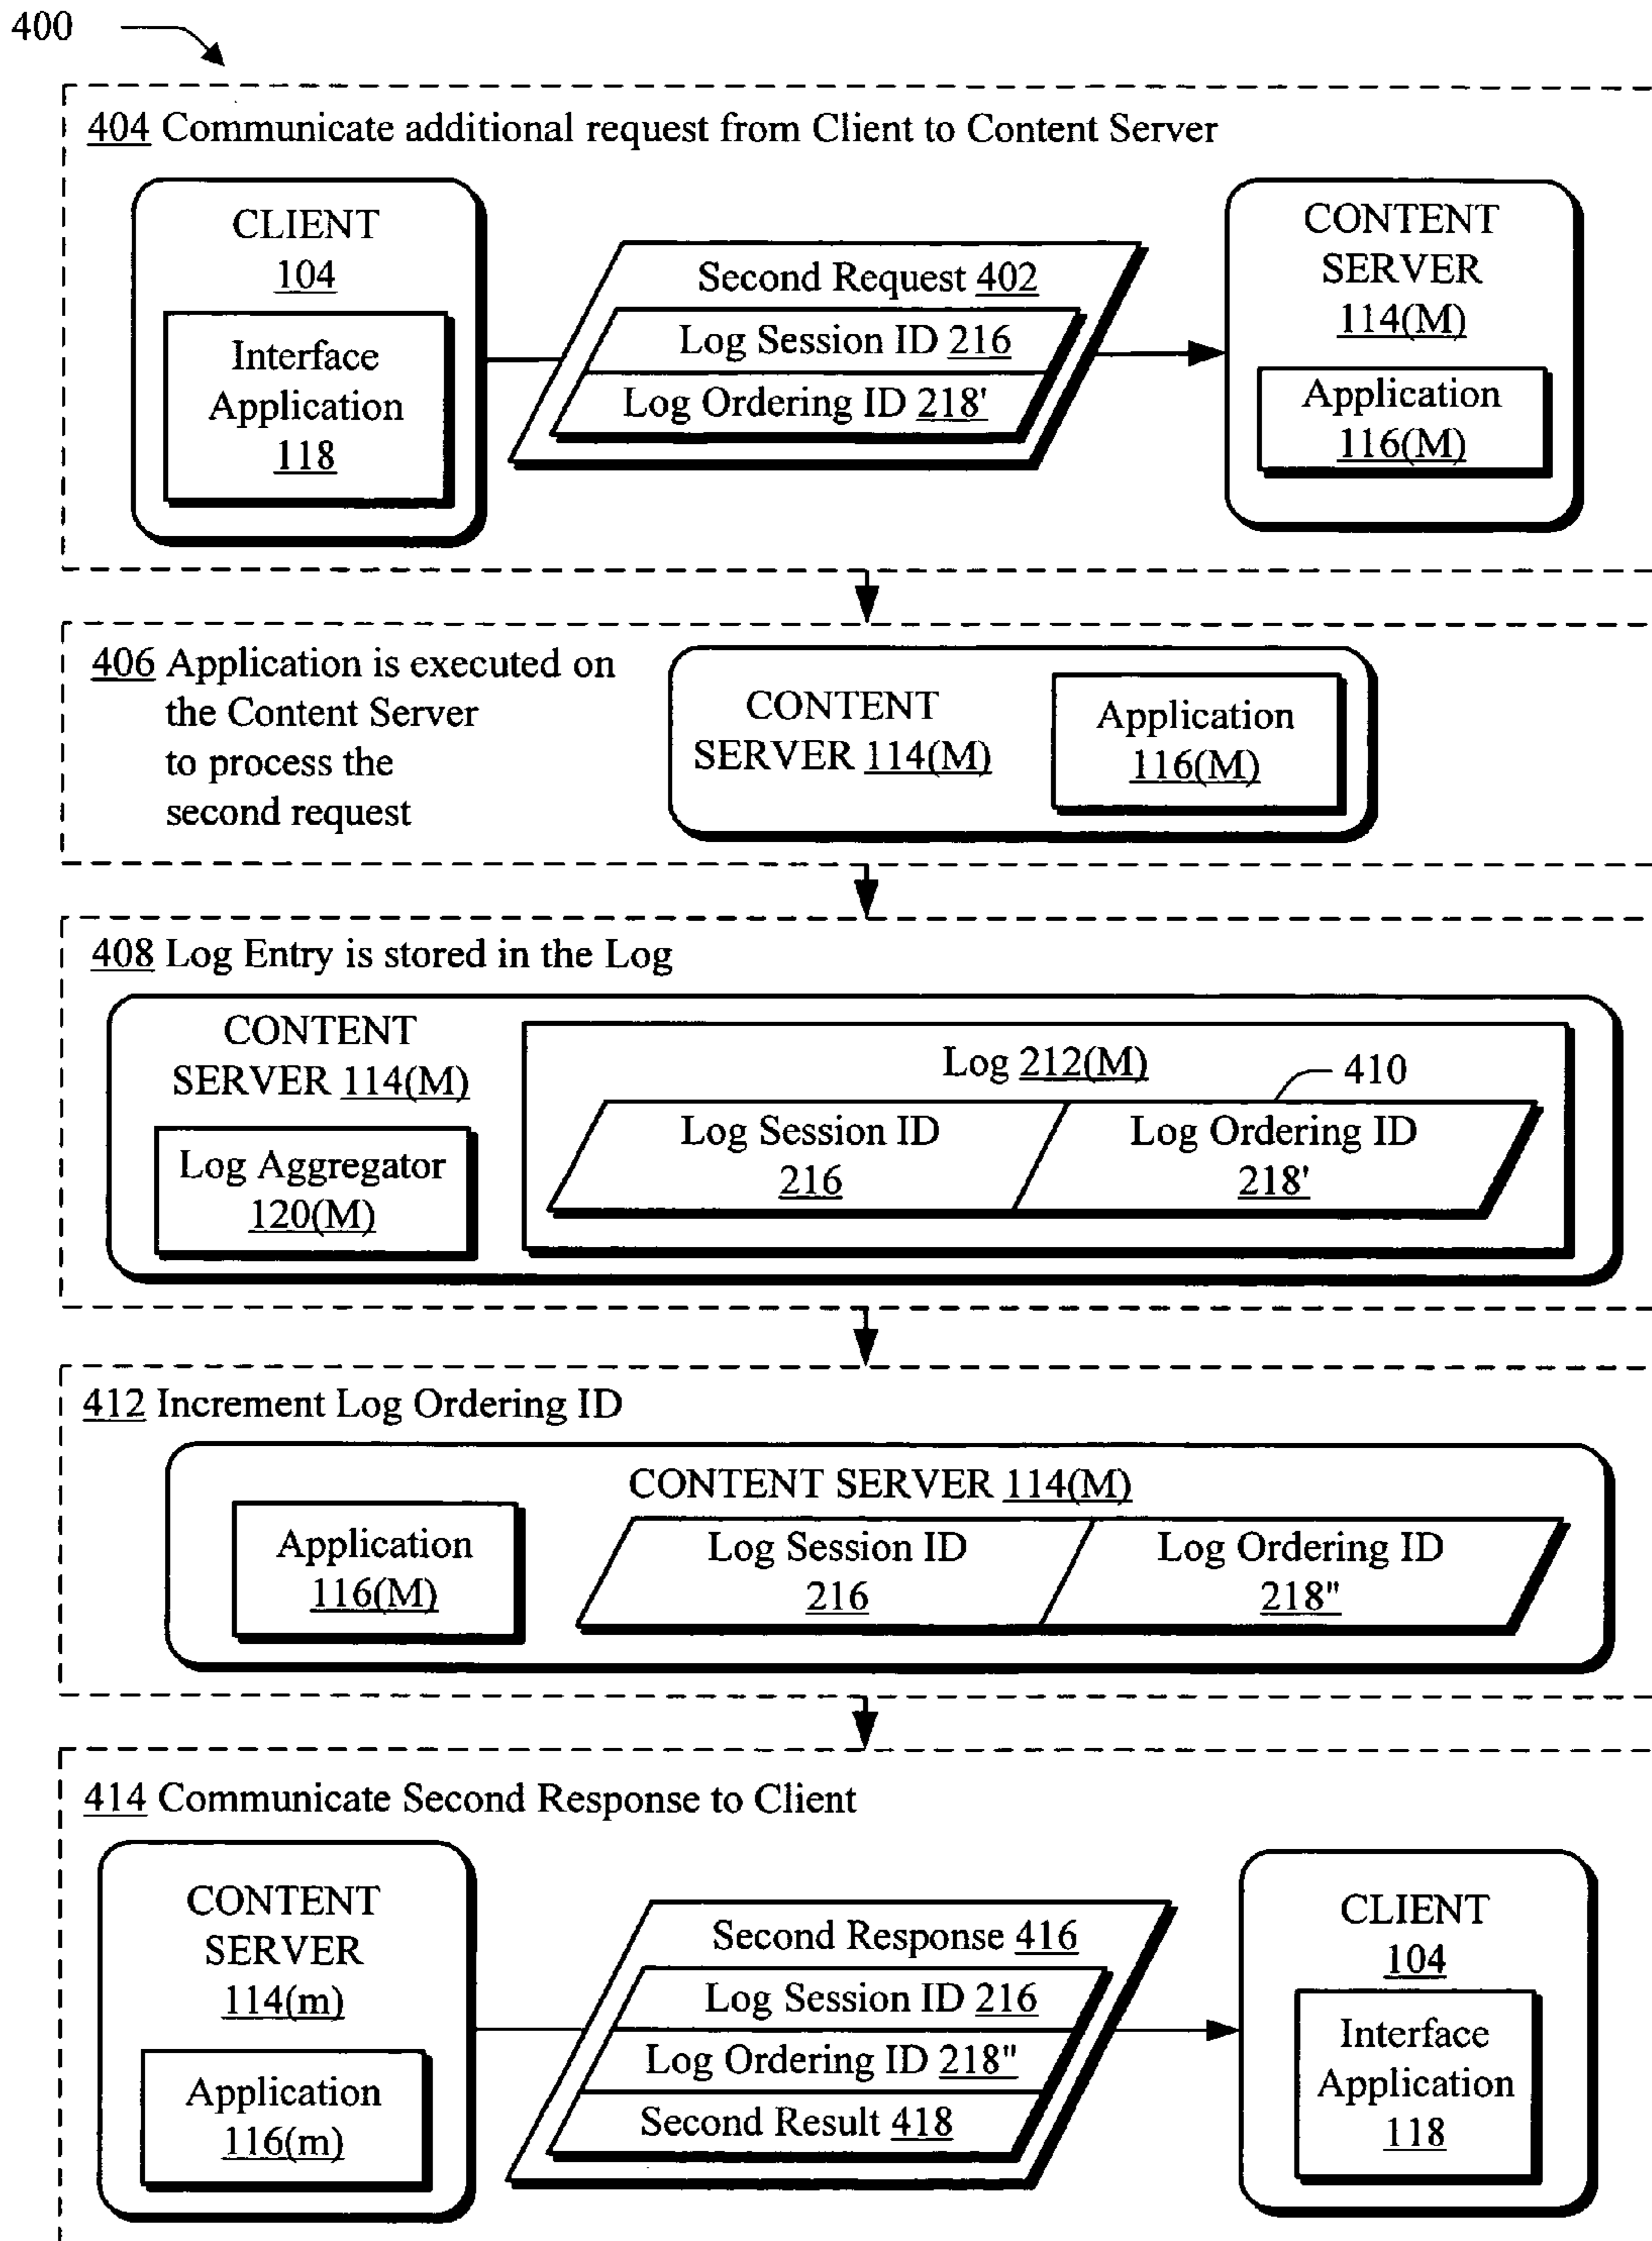 400
404 Communicate additional request from Client to Content Server
CLIENT
104
Interface
Application
118
Second Request 402
Log Session ID 216
Log Ordering ID 218'
CONTENT
SERVER
114(M)
Application
116(M)
406 Application is executed on
the Content Server
to process the
second request
CONTENT
SERVER 114(M)
Application
116(M)
408 Log Entry is stored in the Log
CONTENT
SERVER 114(M)
Log Aggregator
120(M)
Log 212(M)
410
Log Session ID
216
Log Ordering ID
218'
412 Increment Log Ordering ID
CONTENT SERVER 114(M)
Application
116(M)
Log Session ID
216
Log Ordering ID
218"
414 Communicate Second Response to Client
CONTENT
SERVER
114(m)
Application
116(m)
Second Response 416
Log Session ID 216
Log Ordering ID 218"
Second Result 418
CLIENT
104
Interface
Application
118